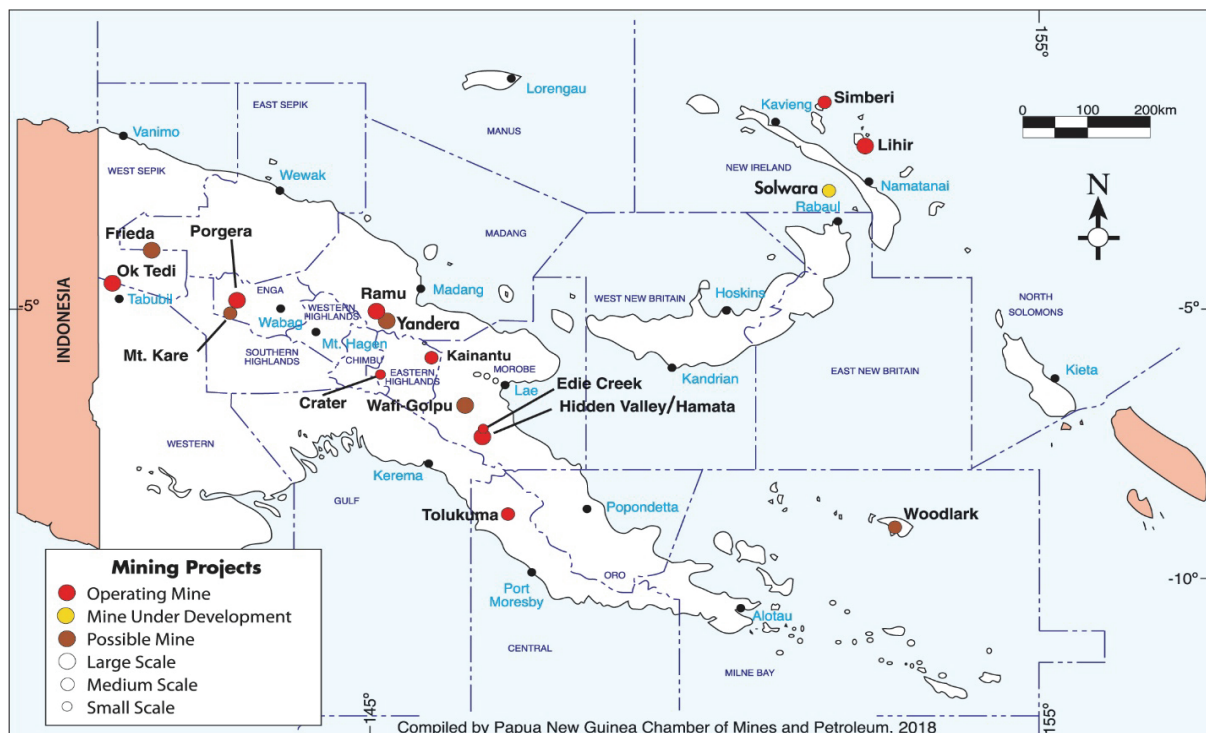 155°
Lorengau
EAST SEPIK
MANUS
Kavieng
Simberi
0 100 200km
Vanimo
Lihir
WEST SEPIK
NEW IRELAND
N
Wewak
Solwara
Namatanai
Rabaul
Frieda
Porgera
MADANG
Ok Tedi
ENGA
Ramu
Madang
WEST NEW BRITAIN
Hoskins
NORTH
SOLOMONS
-5°
Tabubil
Wabag
WESTERN
HIGHLANDS
Yandera
-5°
INDONESIA
Mt. Kare
SOUTHERN
HIGHLANDS
Mt. Hagen
CHIMBU
Kainantu
EASTERN
HIGHLANDS
MOROBE
Edie Creek
Kandrian
EAST NEW BRITAIN
Kieta
Crater
Wafi-Golpu
Lae
Hidden Valley/Hamata
WESTERN
Kerema
GULF
Tolukuma
Popondetta
Woodlark
Mining Projects
Operating Mine
Mine Under Development
Possible Mine
Large Scale
Medium Scale
Small Scale
Port
Moresby
ORO
-10°
Alotau
CENTRAL
MILNE BAY
145°
155°
Compiled by Papua New Guinea Chamber of Mines and Petroleum, 2018